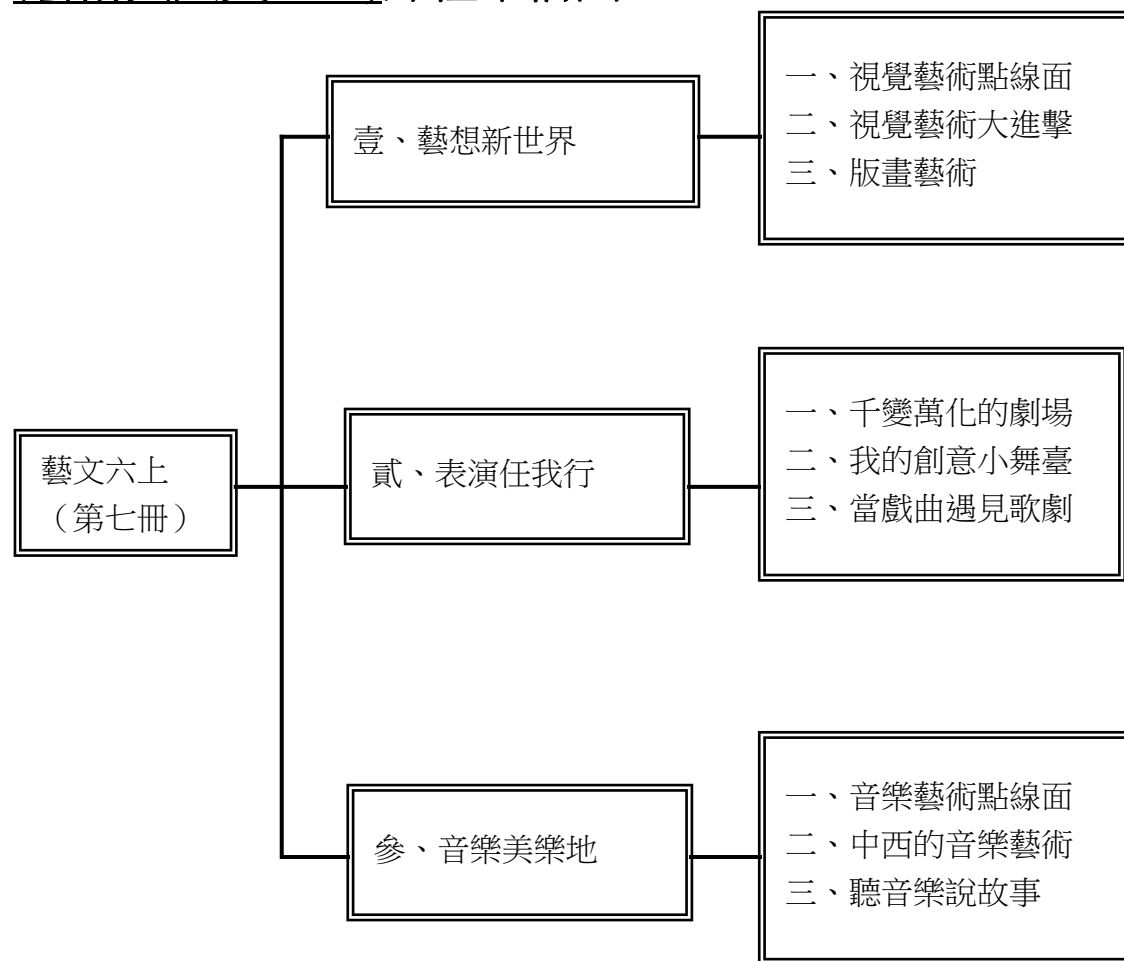 藝文六上
（第七冊）
壹、藝想新世界
一、視覺藝術點線面
二、視覺藝術大進擊
三、版畫藝術
貳、表演任我行
一、千變萬化的劇場
二、我的創意小舞臺
三、當戲曲遇見歌劇
參、音樂美樂地
一、音樂藝術點線面
二、中西的音樂藝術
三、聽音樂說故事